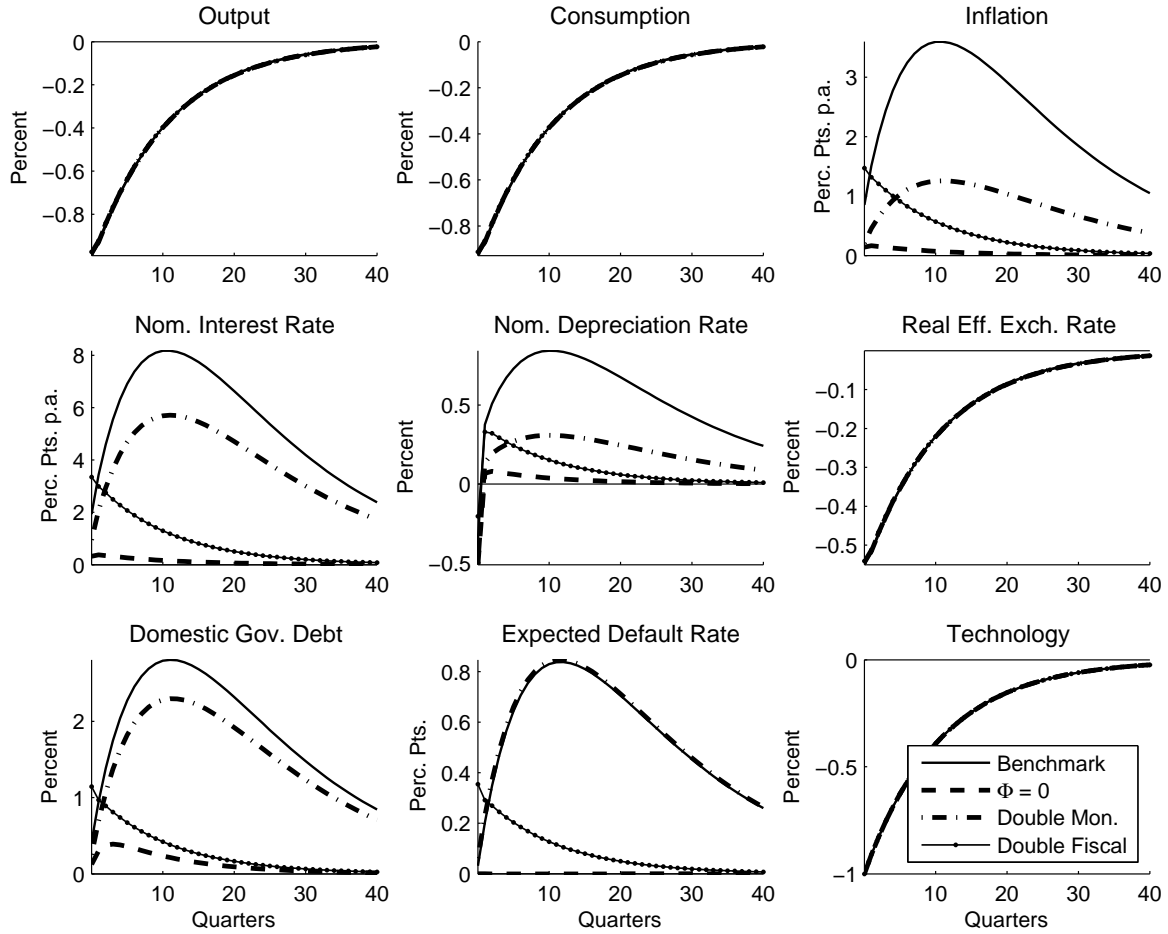 Output
Percent
0
−0.2
−0.4
−0.6
−0.8
10 20 30 40
Consumption
Percent
0
−0.2
−0.4
−0.6
−0.8
10 20 30 40
Inflation
Perc. Pts. p.a.
3
2
1
0
10 20 30 40
Nom. Interest Rate
Perc. Pts. p.a.
8
6
4
2
0
10 20 30 40
Nom. Depreciation Rate
Percent
0.5
0
−0.5
10 20 30 40
Real Eff. Exch. Rate
Percent
−0.1
−0.2
−0.3
−0.4
−0.5
10 20 30 40
Domestic Gov. Debt
Percent
2
1
0
10 20 30 40
Quarters
Expected Default Rate
Perc. Pts.
0.8
0.6
0.4
0.2
0
10 20 30 40
Quarters
Technology
Percent
0
−0.5
−1
10 20 30 40
Quarters
Benchmark
Φ = 0
Double Mon.
Double Fiscal